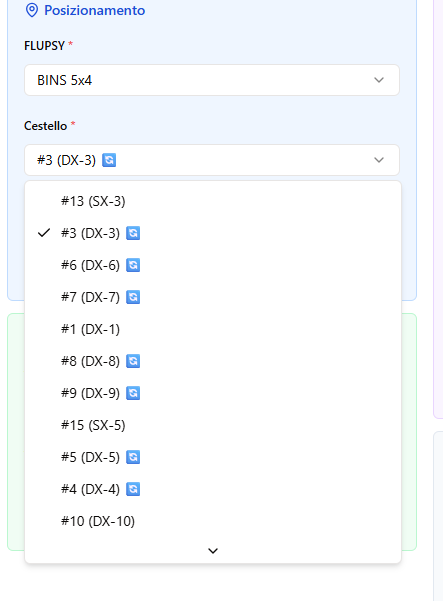 Posizionamento
FLUPSY *
BINS 5x4
Cestello *
#3 (DX-3) 🔄
#13 (SX-3)
#3 (DX-3) 🔄
#6 (DX-6) 🔄
#7 (DX-7) 🔄
#1 (DX-1)
#8 (DX-8) 🔄
#9 (DX-9) 🔄
#15 (SX-5)
#5 (DX-5) 🔄
#4 (DX-4) 🔄
#10 (DX-10)